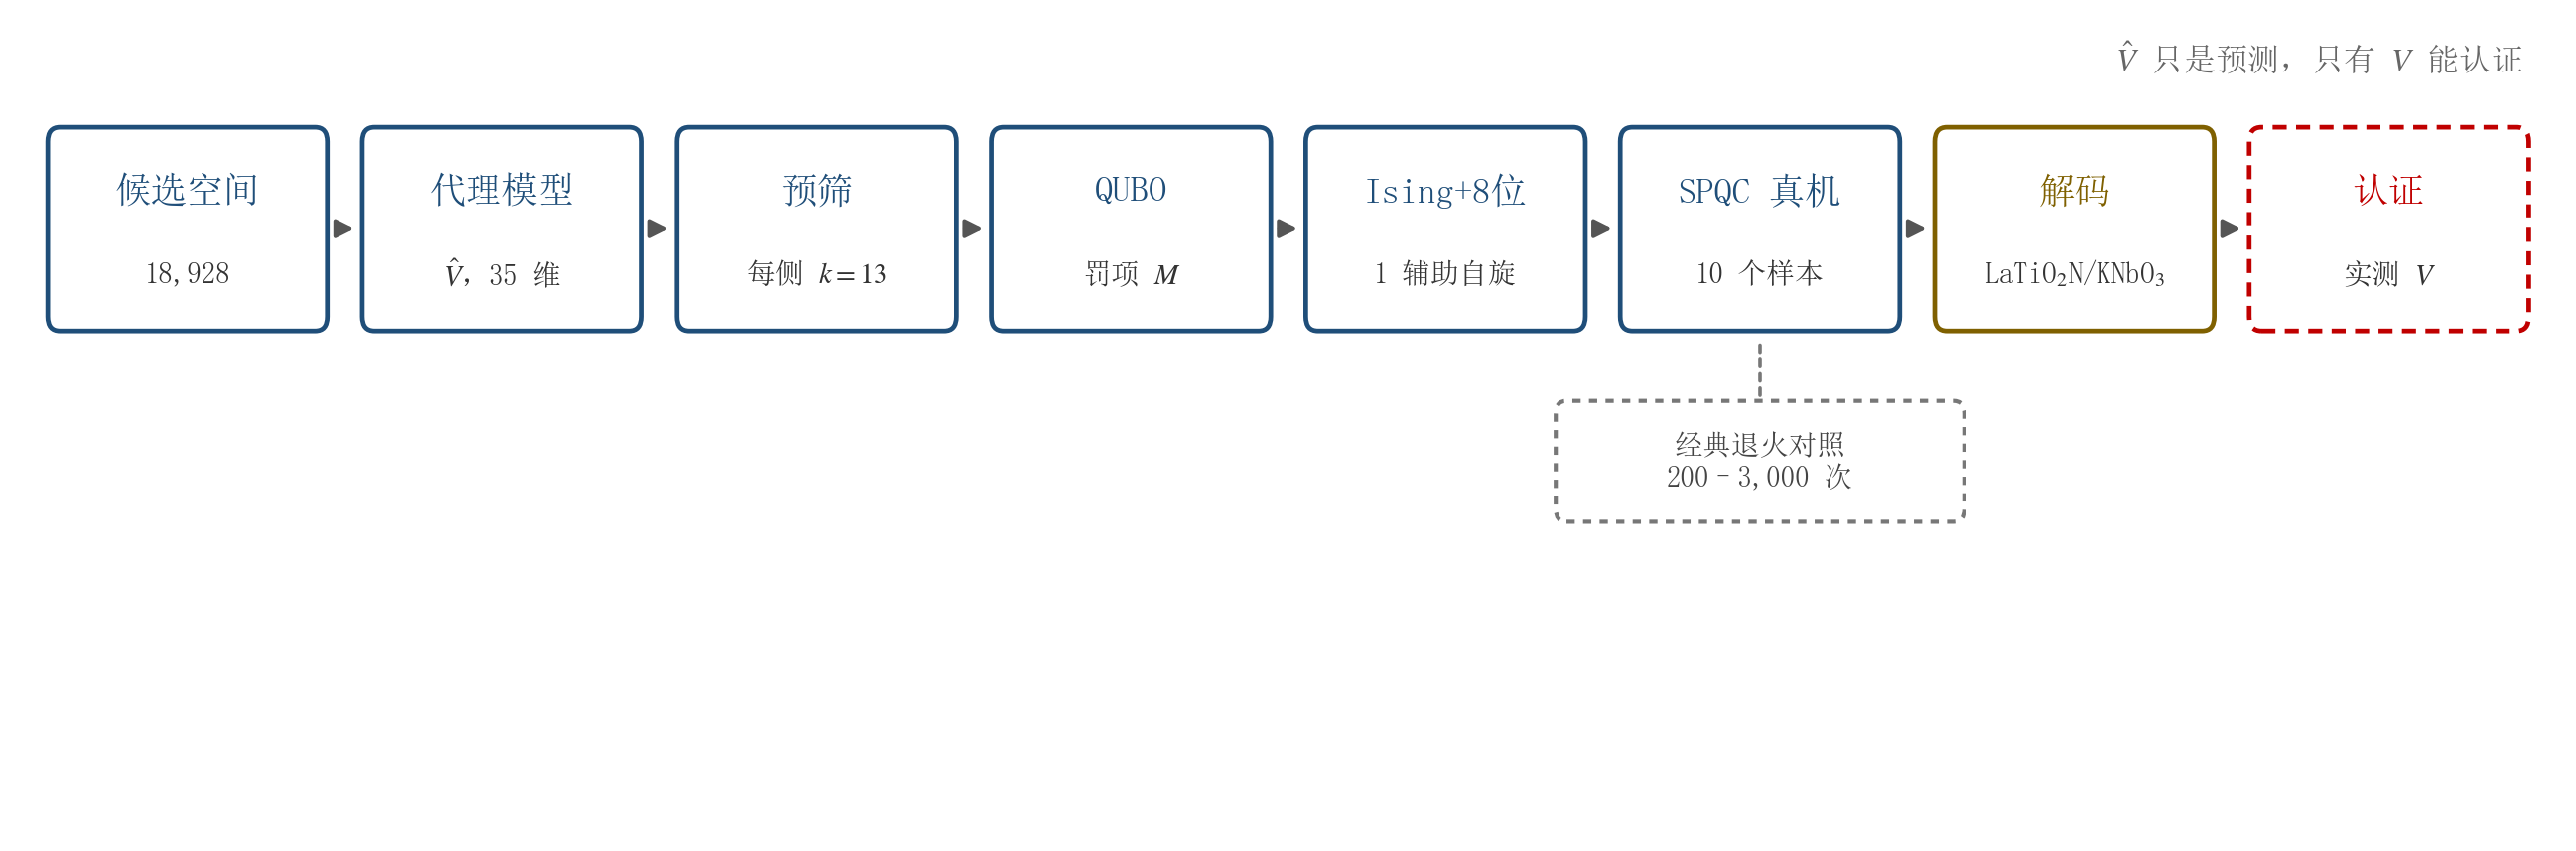 V̂ 只是预测，只有 V 能认证
候选空间
18,928
代理模型
V̂，35 维
预筛
每侧 k=13
QUBO
罚项 M
Ising+8位
1 辅助自旋
SPQC 真机
10 个样本
解码
LaTiO₂N/KNbO₃
认证
实测 V
经典退火对照
200–3,000 次